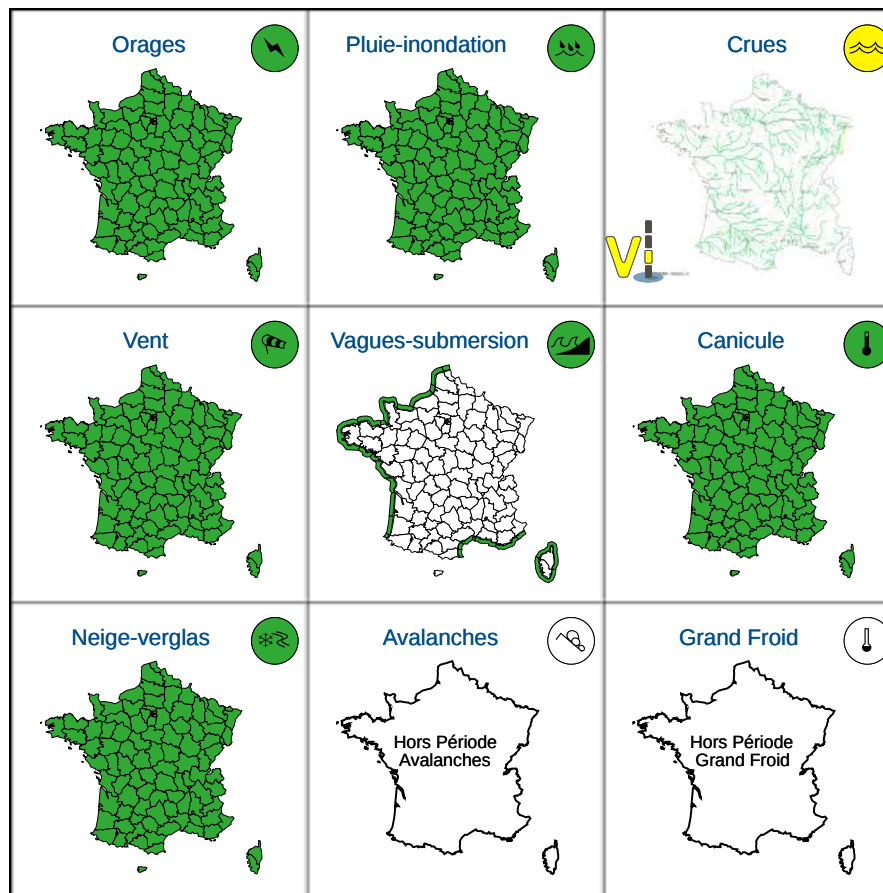 Orages
Pluie-inondation
Crues
Vi
Vent
Vagues-submersion
Canicule
Neige-verglas
Avalanches
Grand Froid
Hors Période
Avalanches
Hors Période
Grand Froid